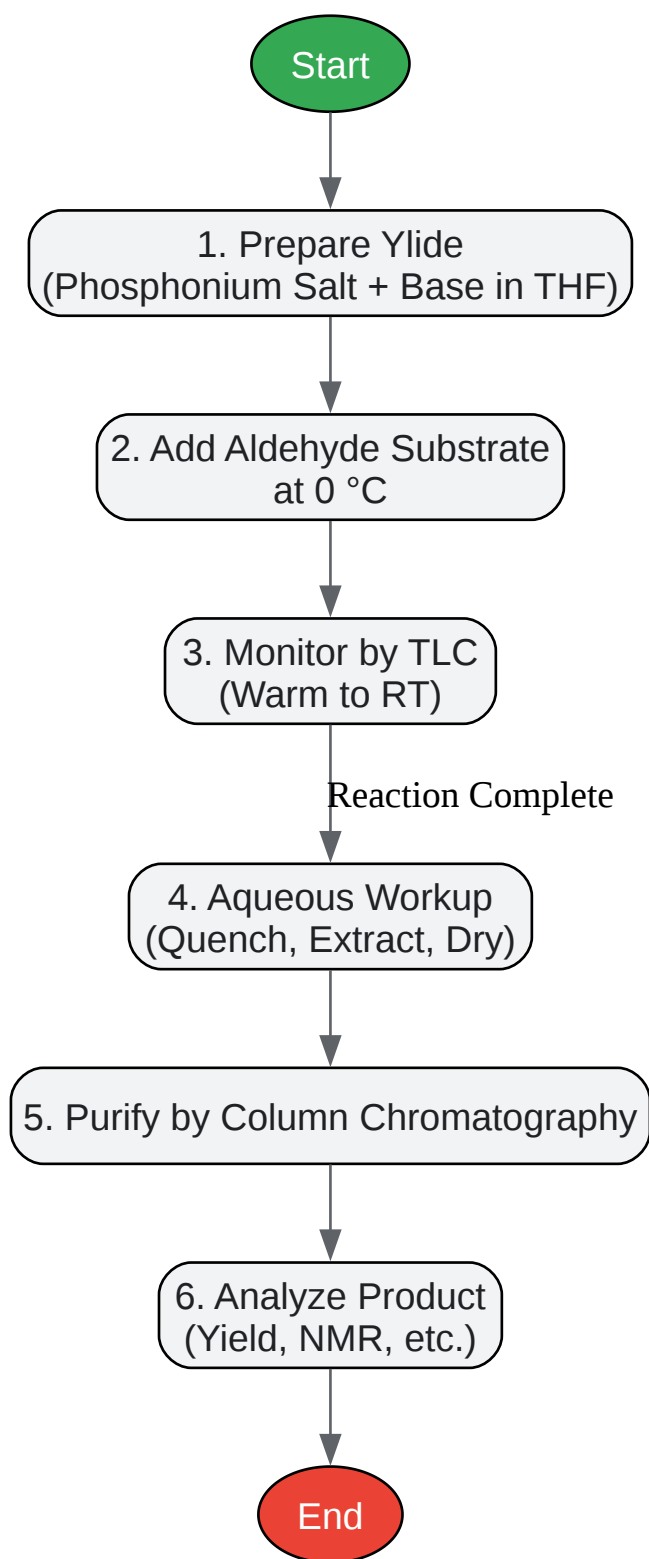 Start
1. Prepare Ylide
(Phosphonium Salt + Base in THF)
2. Add Aldehyde Substrate
at 0 °C
3. Monitor by TLC
(Warm to RT)
Reaction Complete
4. Aqueous Workup
(Quench, Extract, Dry)
5. Purify by Column Chromatography
6. Analyze Product
(Yield, NMR, etc.)
End